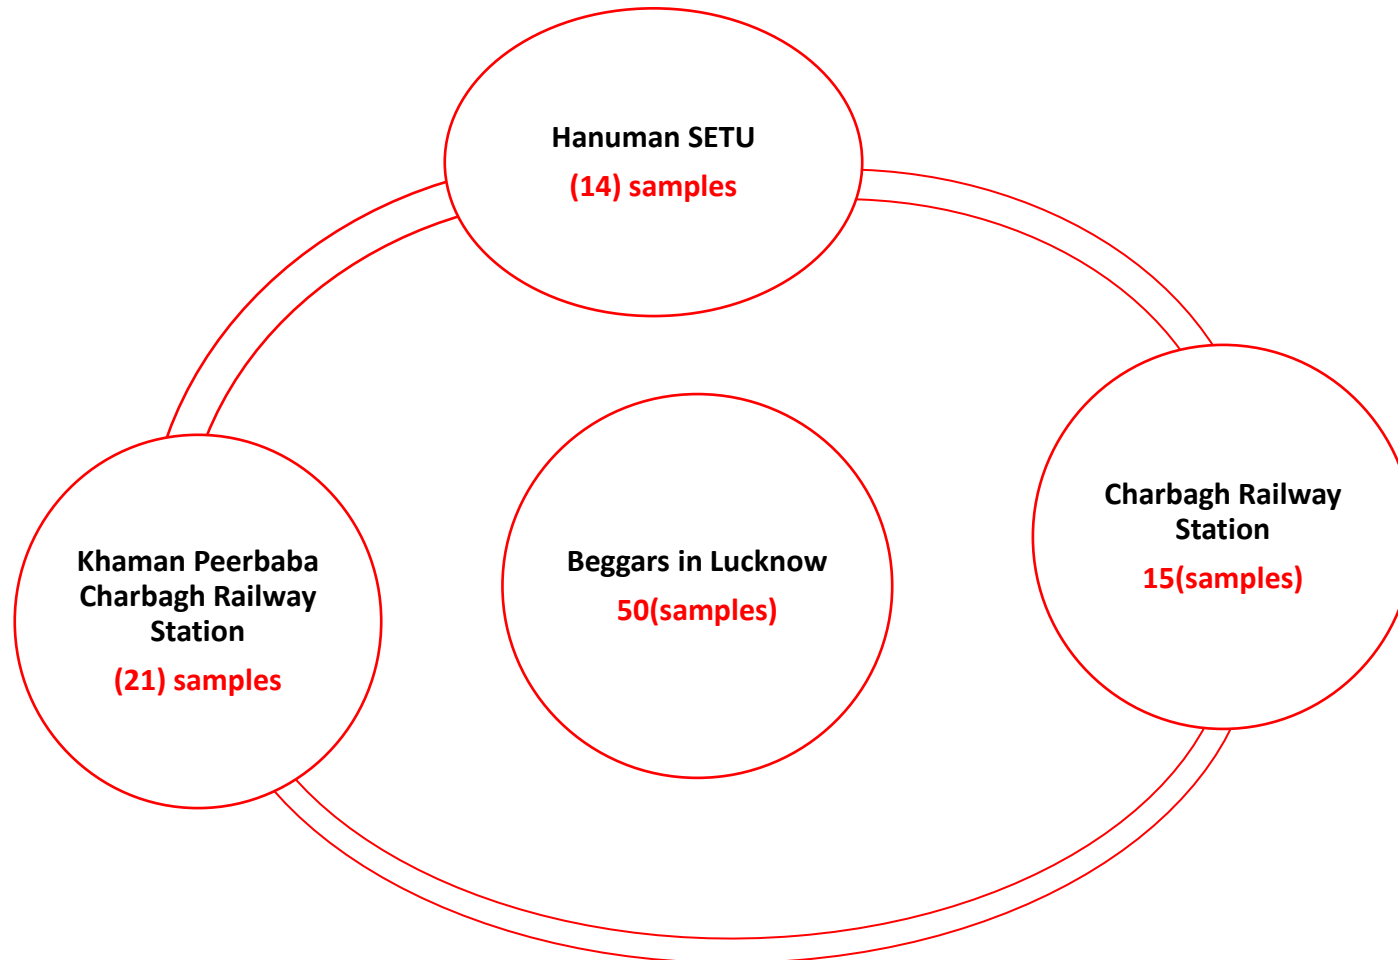 Hanuman SETU
(14) samples
Charbagh Railway
Station
15(samples)
Khaman Peerbaba
Charbagh Railway
Station
(21) samples
Beggars in Lucknow
50(samples)